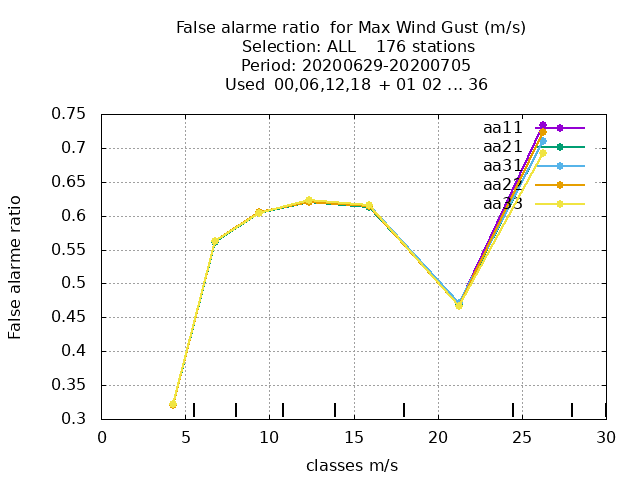 False alarme ratio  for Max Wind Gust (m/s)
Selection: ALL    176 stations
Period: 20200629-20200705
Used  00,06,12,18 + 01 02 ... 36
False alarme ratio
0.75
0.7
0.65
0.6
0.55
0.5
0.45
0.4
0.35
0.3
aa11
aa21
aa31
aa22
aa33
0 5 10 15 20 25 30
classes m/s